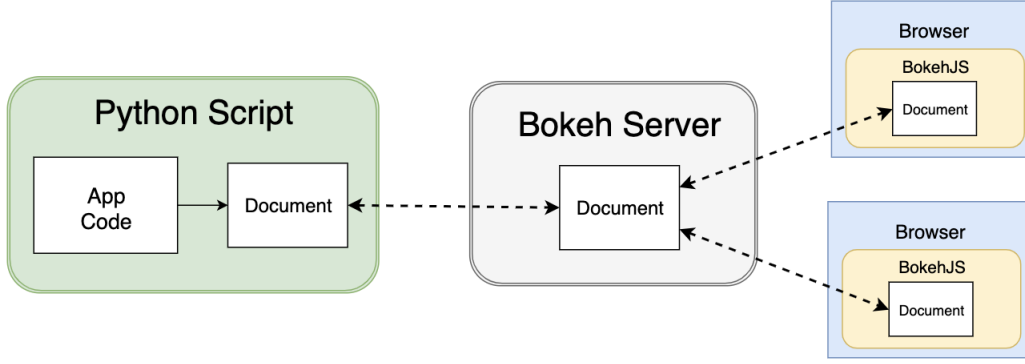 Python Script
App
Code
Document
Bokeh Server
Document
Browser
BokehJS
Document
Browser
BokehJS
Document